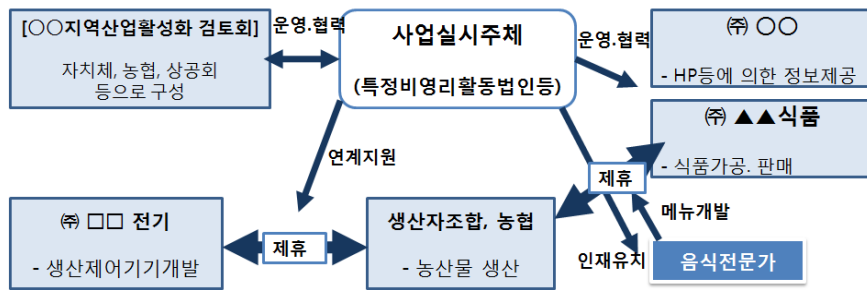 [○○지역산업활성화 검토회]
자치체, 농협, 상공회
등으로 구성
운영.협력
사업실시주체
(특정비영리활동법인등)
운영.협력
㈜ ○○
- HP등에 의한 정보제공
㈜ ▲▲식품
- 식품가공. 판매
연계지원
제휴
메뉴개발
㈜ □□ 전기
- 생산제어기기개발
제휴
생산자조합, 농협
- 농산물 생산
인재유치
음식전문가